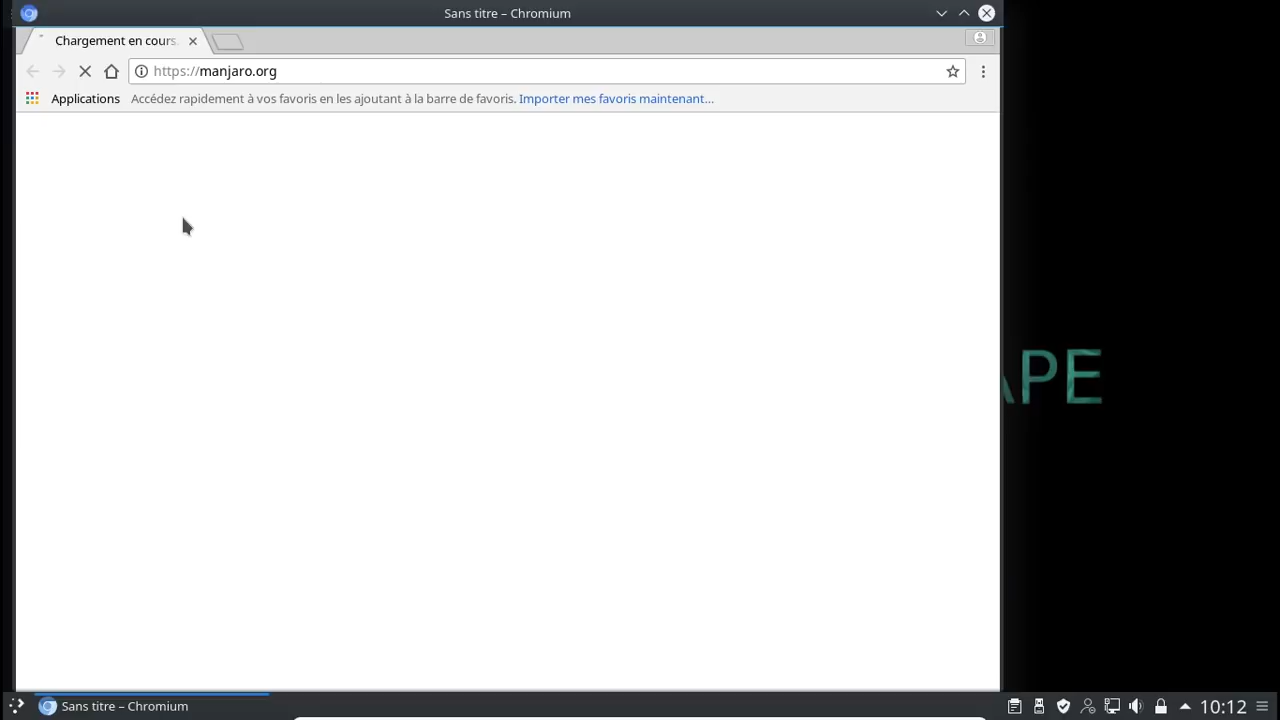 Sans titre – Chromium
Chargement en cours
https://manjaro.org
Applications
Accédez rapidement à vos favoris en les ajoutant à la barre de favoris. Importer mes favoris maintenant...
APE
Sans titre – Chromium
10:12